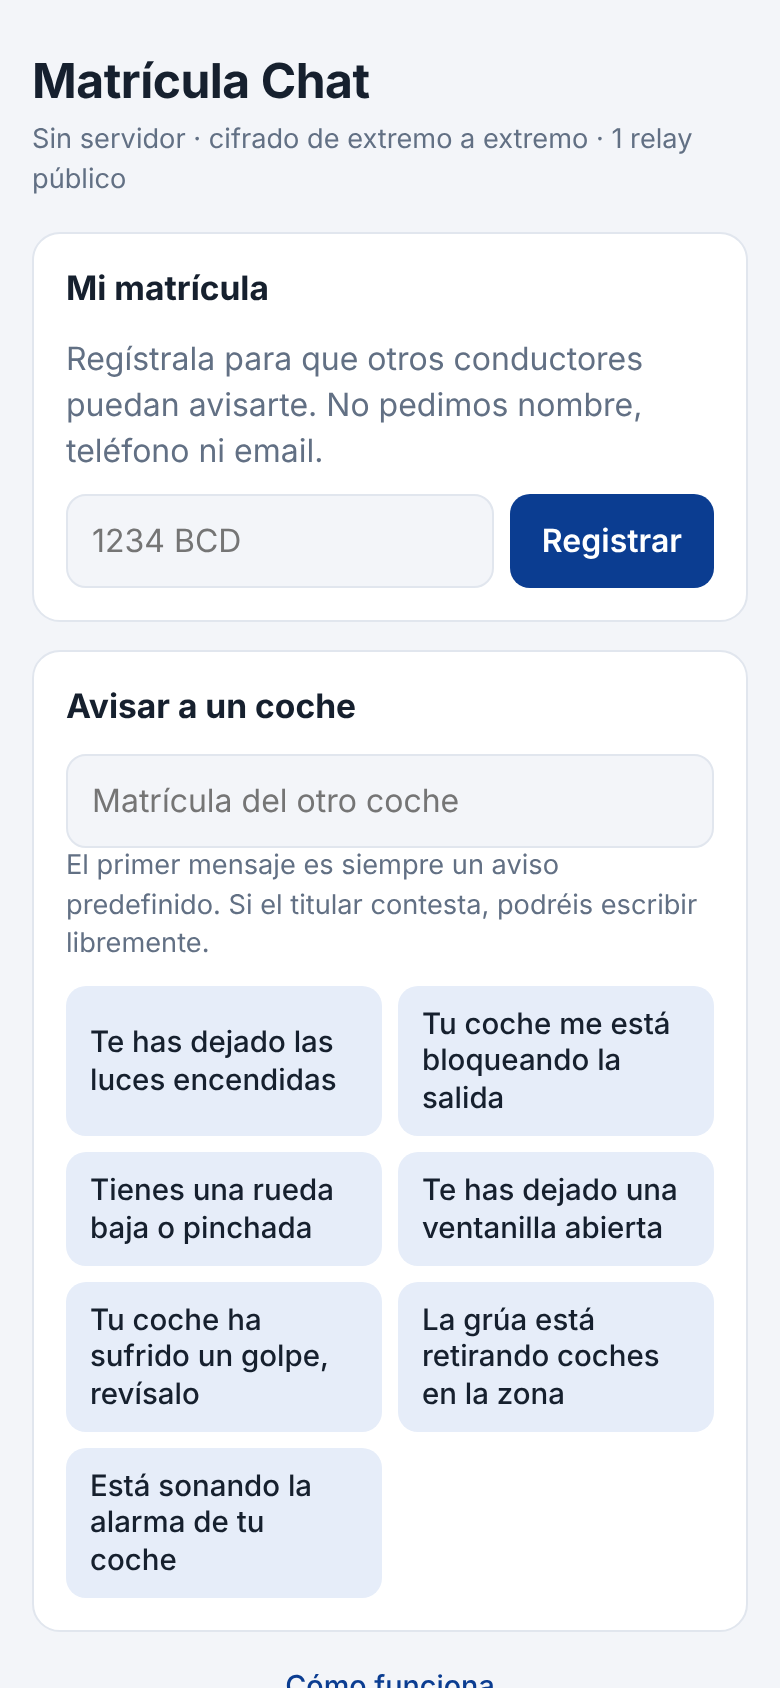 Matrícula Chat
Sin servidor · cifrado de extremo a extremo · 1 relay
público
Mi matrícula
Regístrala para que otros conductores
puedan avisarte. No pedimos nombre,
teléfono ni email.
1234 BCD
Registrar
Avisar a un coche
Matrícula del otro coche
El primer mensaje es siempre un aviso
predefinido. Si el titular contesta, podréis escribir
libremente.
Te has dejado las
luces encendidas
Tu coche me está
bloqueando la
salida
Tienes una rueda
baja o pinchada
Te has dejado una
ventanilla abierta
Tu coche ha
sufrido un golpe,
revísalo
La grúa está
retirando coches
en la zona
Está sonando la
alarma de tu
coche
Cómo funciona